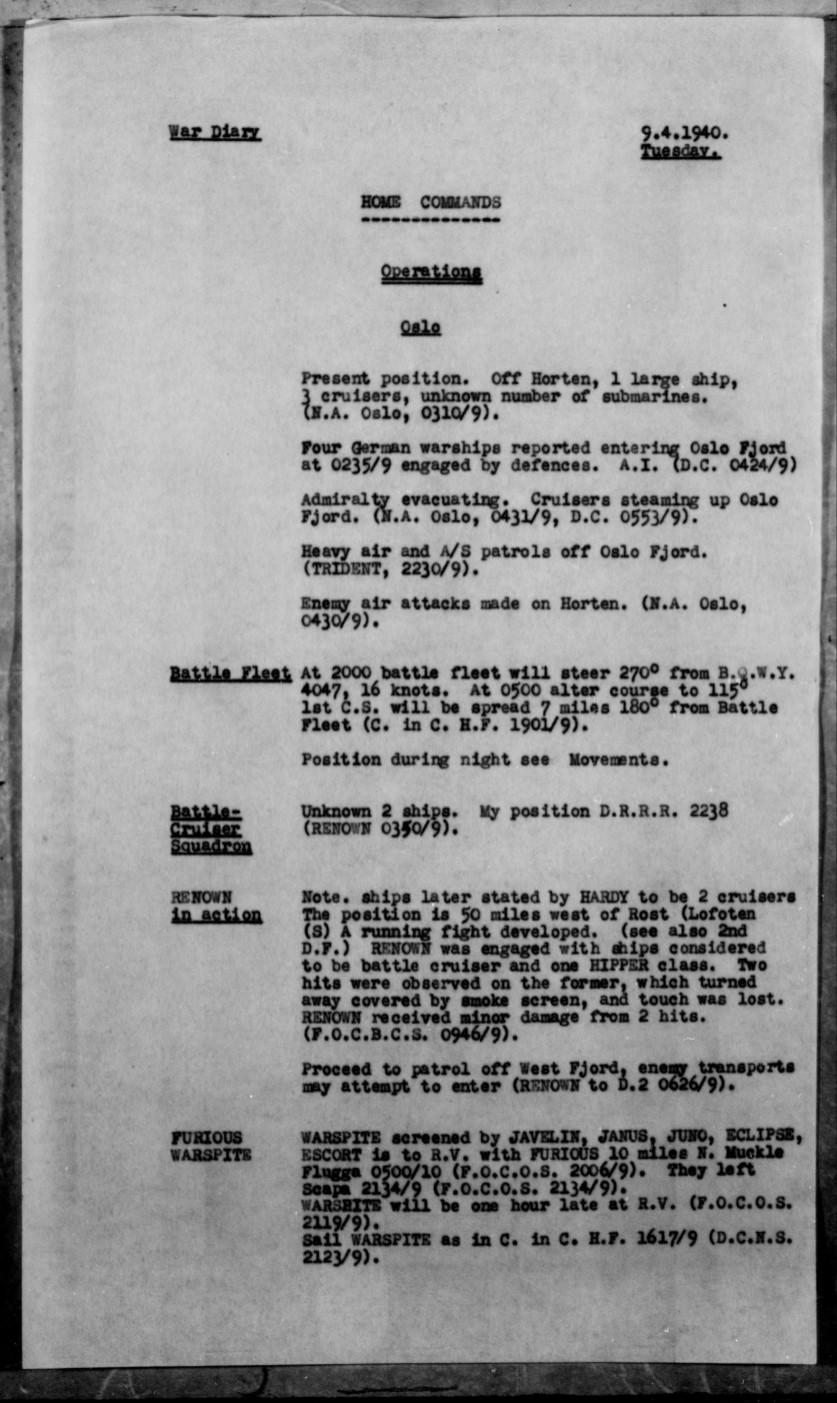 War Diary
9.4.1940.
Tuesday.
HOME COMMANDS
Operations
Oslo
Present position. Off Horten, 1 large ship,
3 cruisers, unknown number of submarines.
(N.A. Oslo, 0310/9).
Four German warships reported entering Oslo Fjord
at 0235/9 engaged by defences. A.I. (D.C. 0424/9)
Admiralty evacuating. Cruisers steaming up Oslo
Fjord. (N.A. Oslo, 0431/9, D.C. 0553/9).
Heavy air and A/S patrols off Oslo Fjord.
(TRIDENT, 2230/9).
Enemy air attacks made on Horten. (N.A. Oslo,
0430/9).
Battle Fleet At 2000 battle fleet will steer 270° from
4047, 16 knots. At 0500 alter course to 115°
1st C.S. will be spread 7 miles 180° from Battle
Fleet (C. in C. H.F. 1901/9).
Position during night see Movements.
Battle-
Cruiser
Squadron
Unknown 2 ships. My position D.R.R.R. 2238
(RENOWN 0350/9).
RENOWN
in action
Note. ships later stated by HARDY to be 2 cruisers
The position is 50 miles west of Rost (Lofoten
(S) A running fight developed. (see also 2nd
D.F.) RENOWN was engaged with ships considered
to be battle cruiser and one HIPPER class. Two
hits were observed on the former, which turned
away covered by smoke screen, and touch was lost.
RENOWN received minor damage from 2 hits.
(F.O.C.B.C.S. 0946/9).
Proceed to patrol off West Fjord, enemy transports
may attempt to enter (RENOWN to D.2 0626/9).
FURIOUS
WARSPITE
WARSPITE screened by JAVELIN, JANUS, JUNO, ECLIPSE,
ESCORT is to R.V. with FURIOUS 10 miles N. Muckle
Flugga 0500/10 (F.O.C.O.S. 2006/9). They left
Scapa 2134/9 (F.O.C.O.S. 2134/9).
WARSPITE will be one hour late at R.V. (F.O.C.O.S.
2119/9).
Sail WARSPITE as in C. in C. H.F. 1617/9 (D.C.N.S.
2123/9).